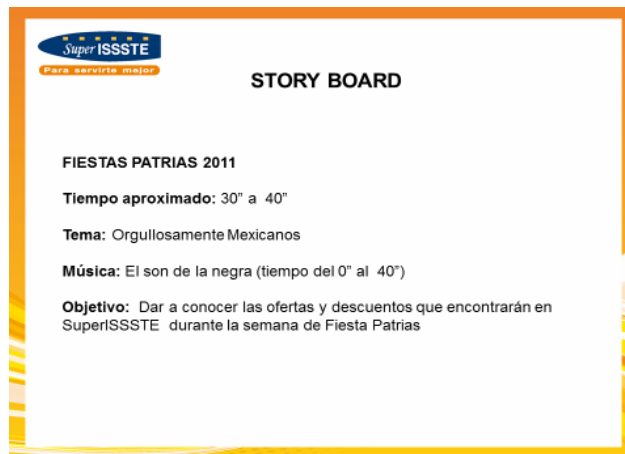 Super ISSSTE
Para servirte mejor
STORY BOARD
FIESTAS PATRIAS 2011
Tiempo aproximado: 30” a 40”
Tema: Orgullosamente Mexicanos
Música: El son de la negra (tiempo del 0” al 40”)
Objetivo: Dar a conocer las ofertas y descuentos que encontrarán en
SuperISSSTE durante la semana de Fiesta Patrias